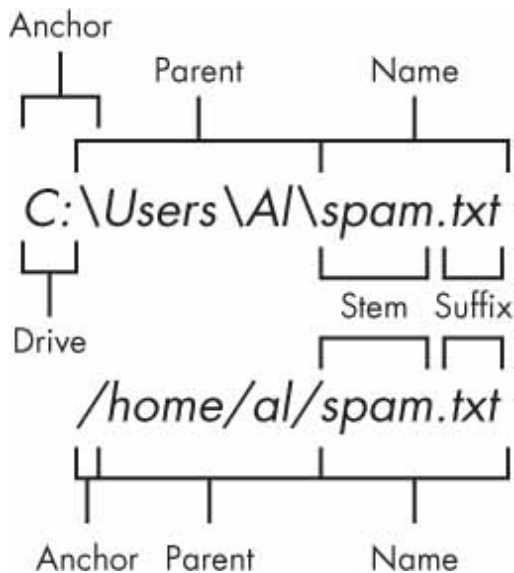 Anchor
Parent Name
C:\Users\Al\spam.txt
Stem Suffix
Drive
/home/al/spam.txt
Anchor Parent Name